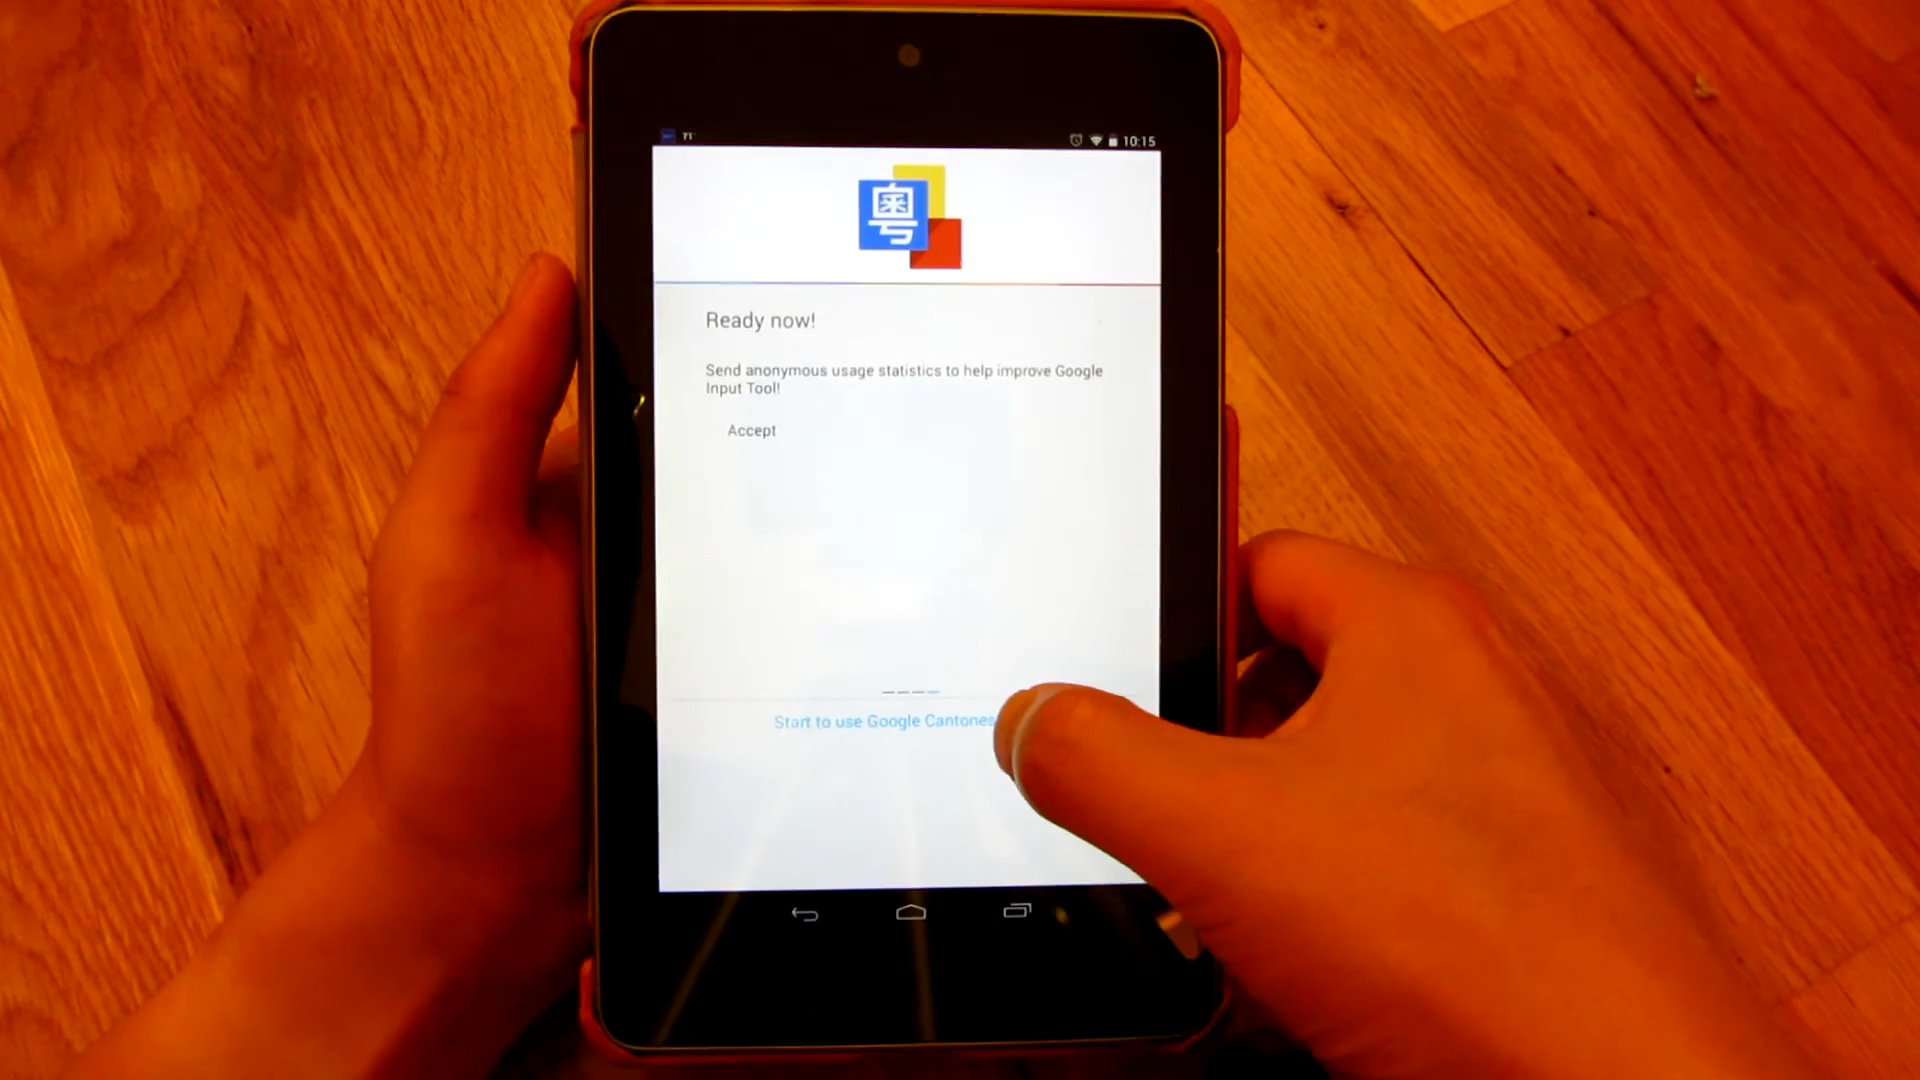 10:15
粤
Ready now!
Send anonymous usage statistics to help improve Google
Input Tool!
Accept
Start to use Google Cantones